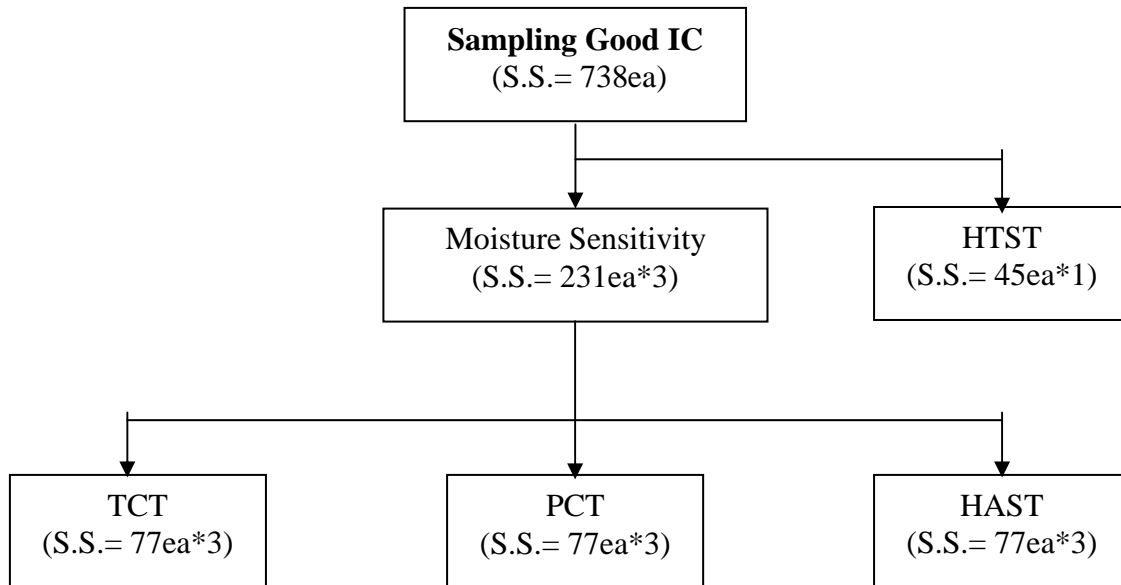 Sampling Good IC
(S.S.= 738ea)
Moisture Sensitivity
(S.S.= 231ea*3)
HTST
(S.S.= 45ea*1)
TCT
(S.S.= 77ea*3)
PCT
(S.S.= 77ea*3)
HAST
(S.S.= 77ea*3)